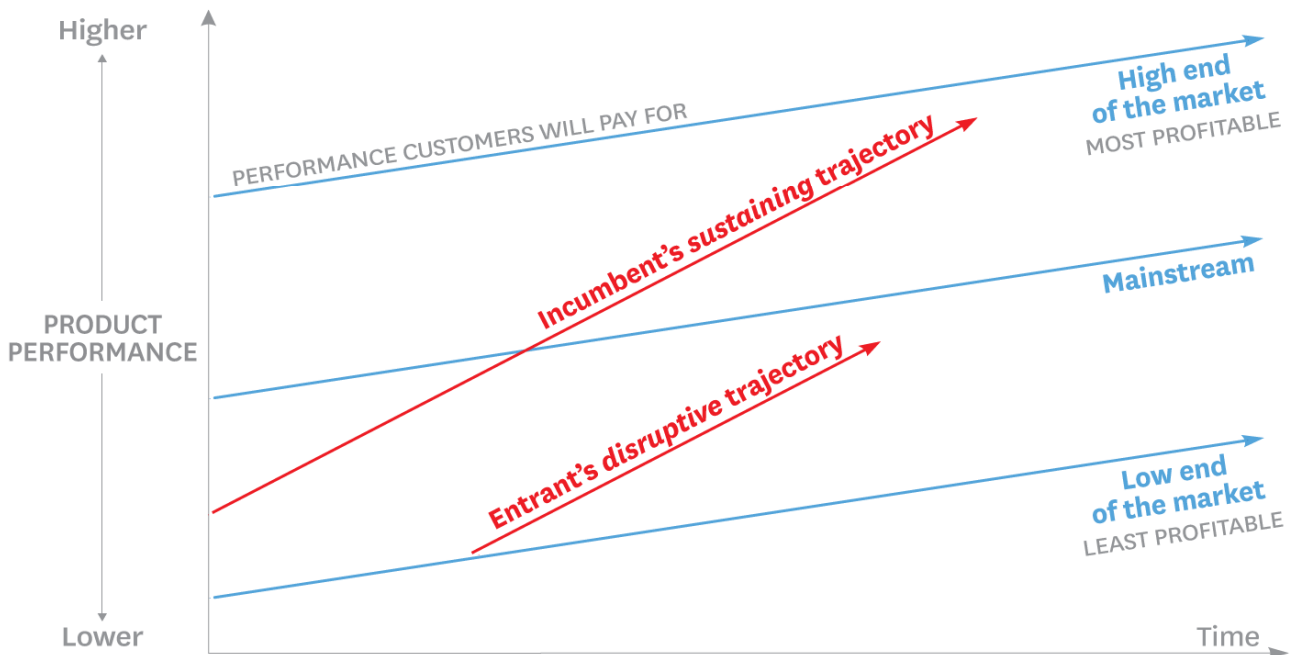 Higher
PERFORMANCE CUSTOMERS WILL PAY FOR
High end
of the market
MOST PROFITABLE
Incumbent’s sustaining trajectory
Mainstream
PRODUCT
PERFORMANCE
Entrant’s disruptive trajectory
Low end
of the market
LEAST PROFITABLE
Lower
Time